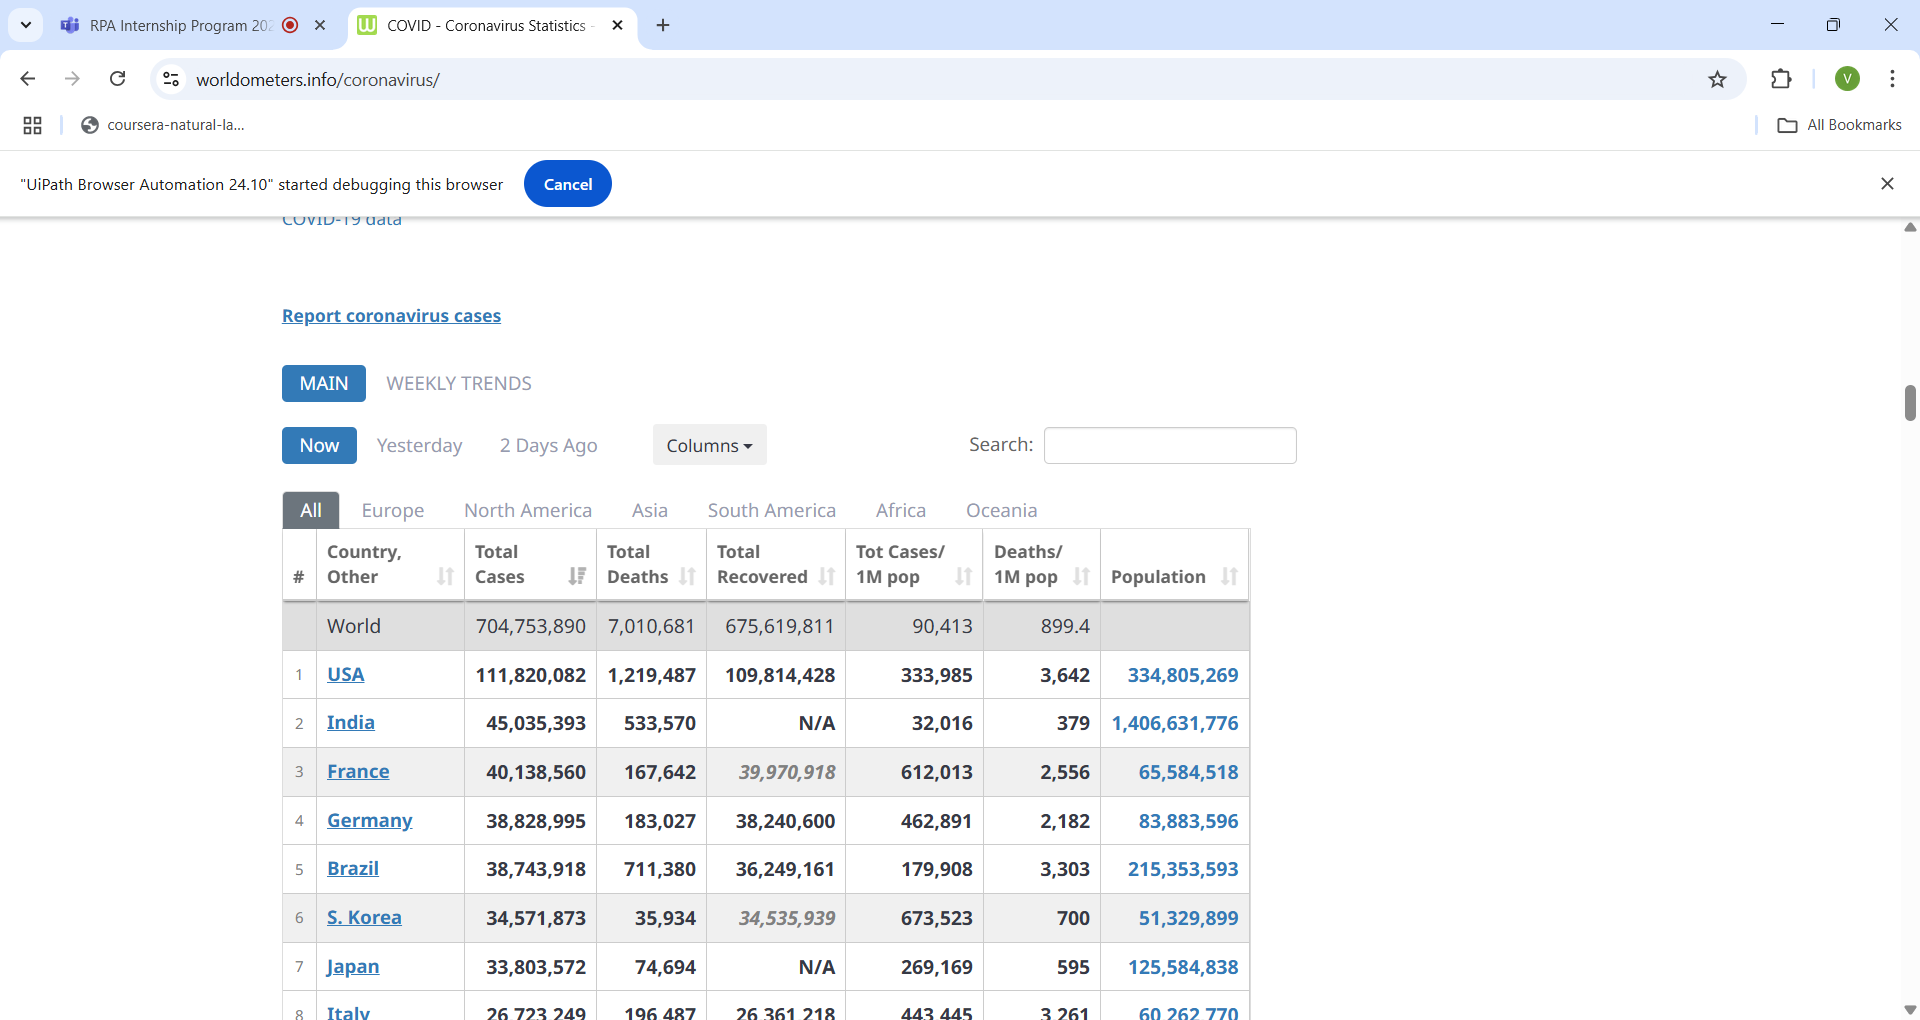 RPA Internship Program 202
COVID - Coronavirus Statistics -
worldometers.info/coronavirus/
V
coursera-natural-la...
All Bookmarks
"UiPath Browser Automation 24.10" started debugging this browser
Cancel
COVID-19 data
Report coronavirus cases
MAIN WEEKLY TRENDS
Now Yesterday 2 Days Ago Columns Search:
All Europe North America Asia South America Africa Oceania
# Country, Other Total Cases Total Deaths Total Recovered Tot Cases/ 1M pop Deaths/ 1M pop Population
World 704,753,890 7,010,681 675,619,811 90,413 899.4
1 USA 111,820,082 1,219,487 109,814,428 333,985 3,642 334,805,269
2 India 45,035,393 533,570 N/A 32,016 379 1,406,631,776
3 France 40,138,560 167,642 39,970,918 612,013 2,556 65,584,518
4 Germany 38,828,995 183,027 38,240,600 462,891 2,182 83,883,596
5 Brazil 38,743,918 711,380 36,249,161 179,908 3,303 215,353,593
6 S. Korea 34,571,873 35,934 34,535,939 673,523 700 51,329,899
7 Japan 33,803,572 74,694 N/A 269,169 595 125,584,838
8 Italy 26,723,249 196,487 26,361,218 443,445 3,261 60,262,770